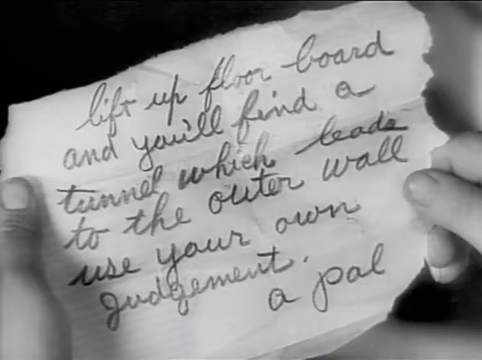 lift up floor board
and you'll find a
tunnel which leads
to the outer wall
use your own
judgement.
a pal